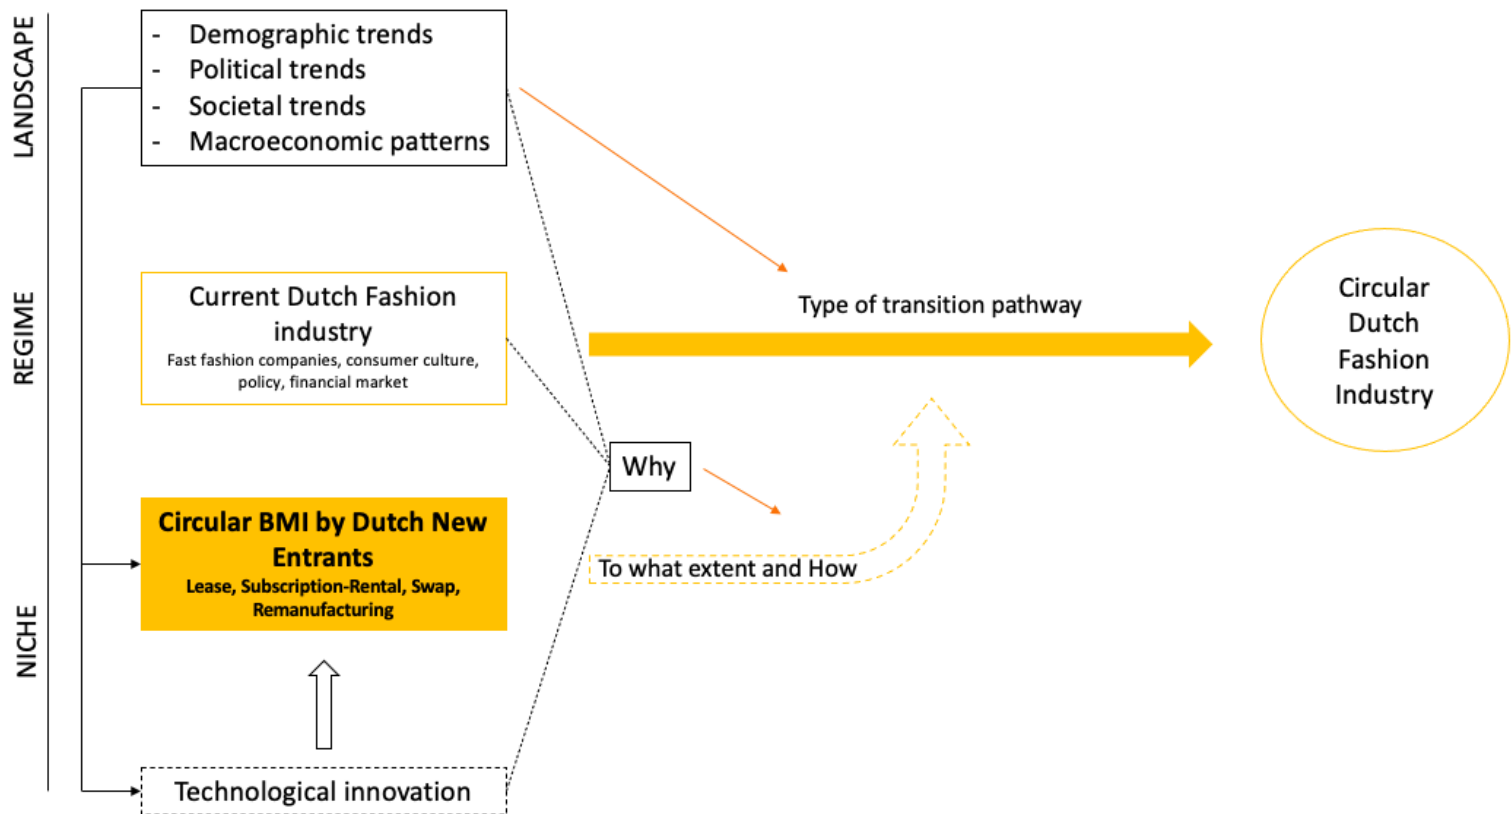 LANDSCAPE
- Demographic trends
- Political trends
- Societal trends
- Macroeconomic patterns
REGIME
Current Dutch Fashion
industry
Fast fashion companies, consumer culture,
policy, financial market
Type of transition pathway
Circular
Dutch
Fashion
Industry
Why
NICHE
Circular BMI by Dutch New
Entrants
Lease, Subscription-Rental, Swap,
Remanufacturing
To what extent and How
Technological innovation